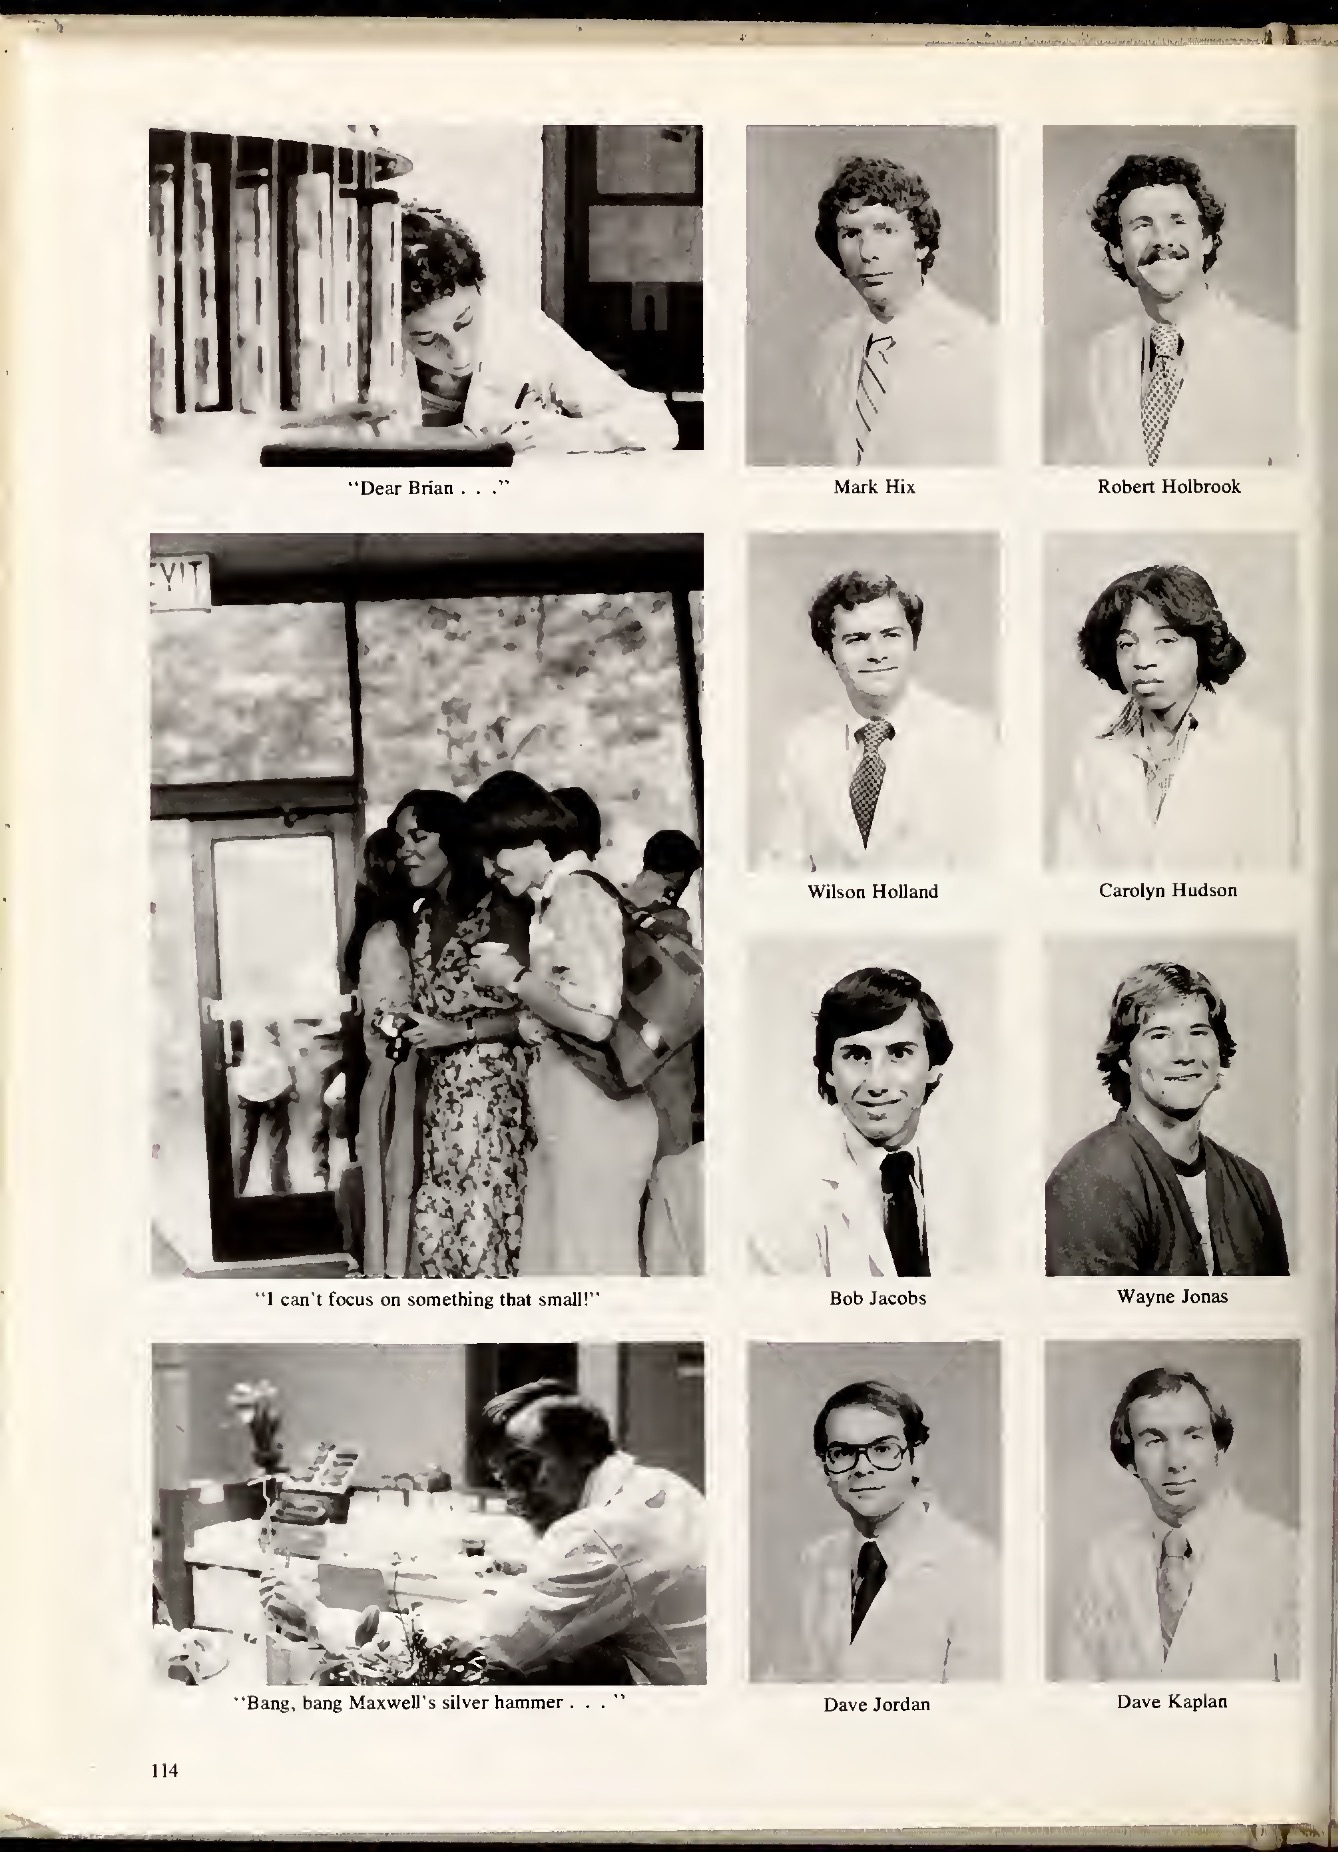 "Dear Brian . . ."
Mark Hix
Robert Holbrook
EXIT
Wilson Holland
Carolyn Hudson
"I can't focus on something that small!"
Bob Jacobs
Wayne Jonas
"Bang, bang Maxwell's silver hammer . . . "
Dave Jordan
Dave Kaplan
114